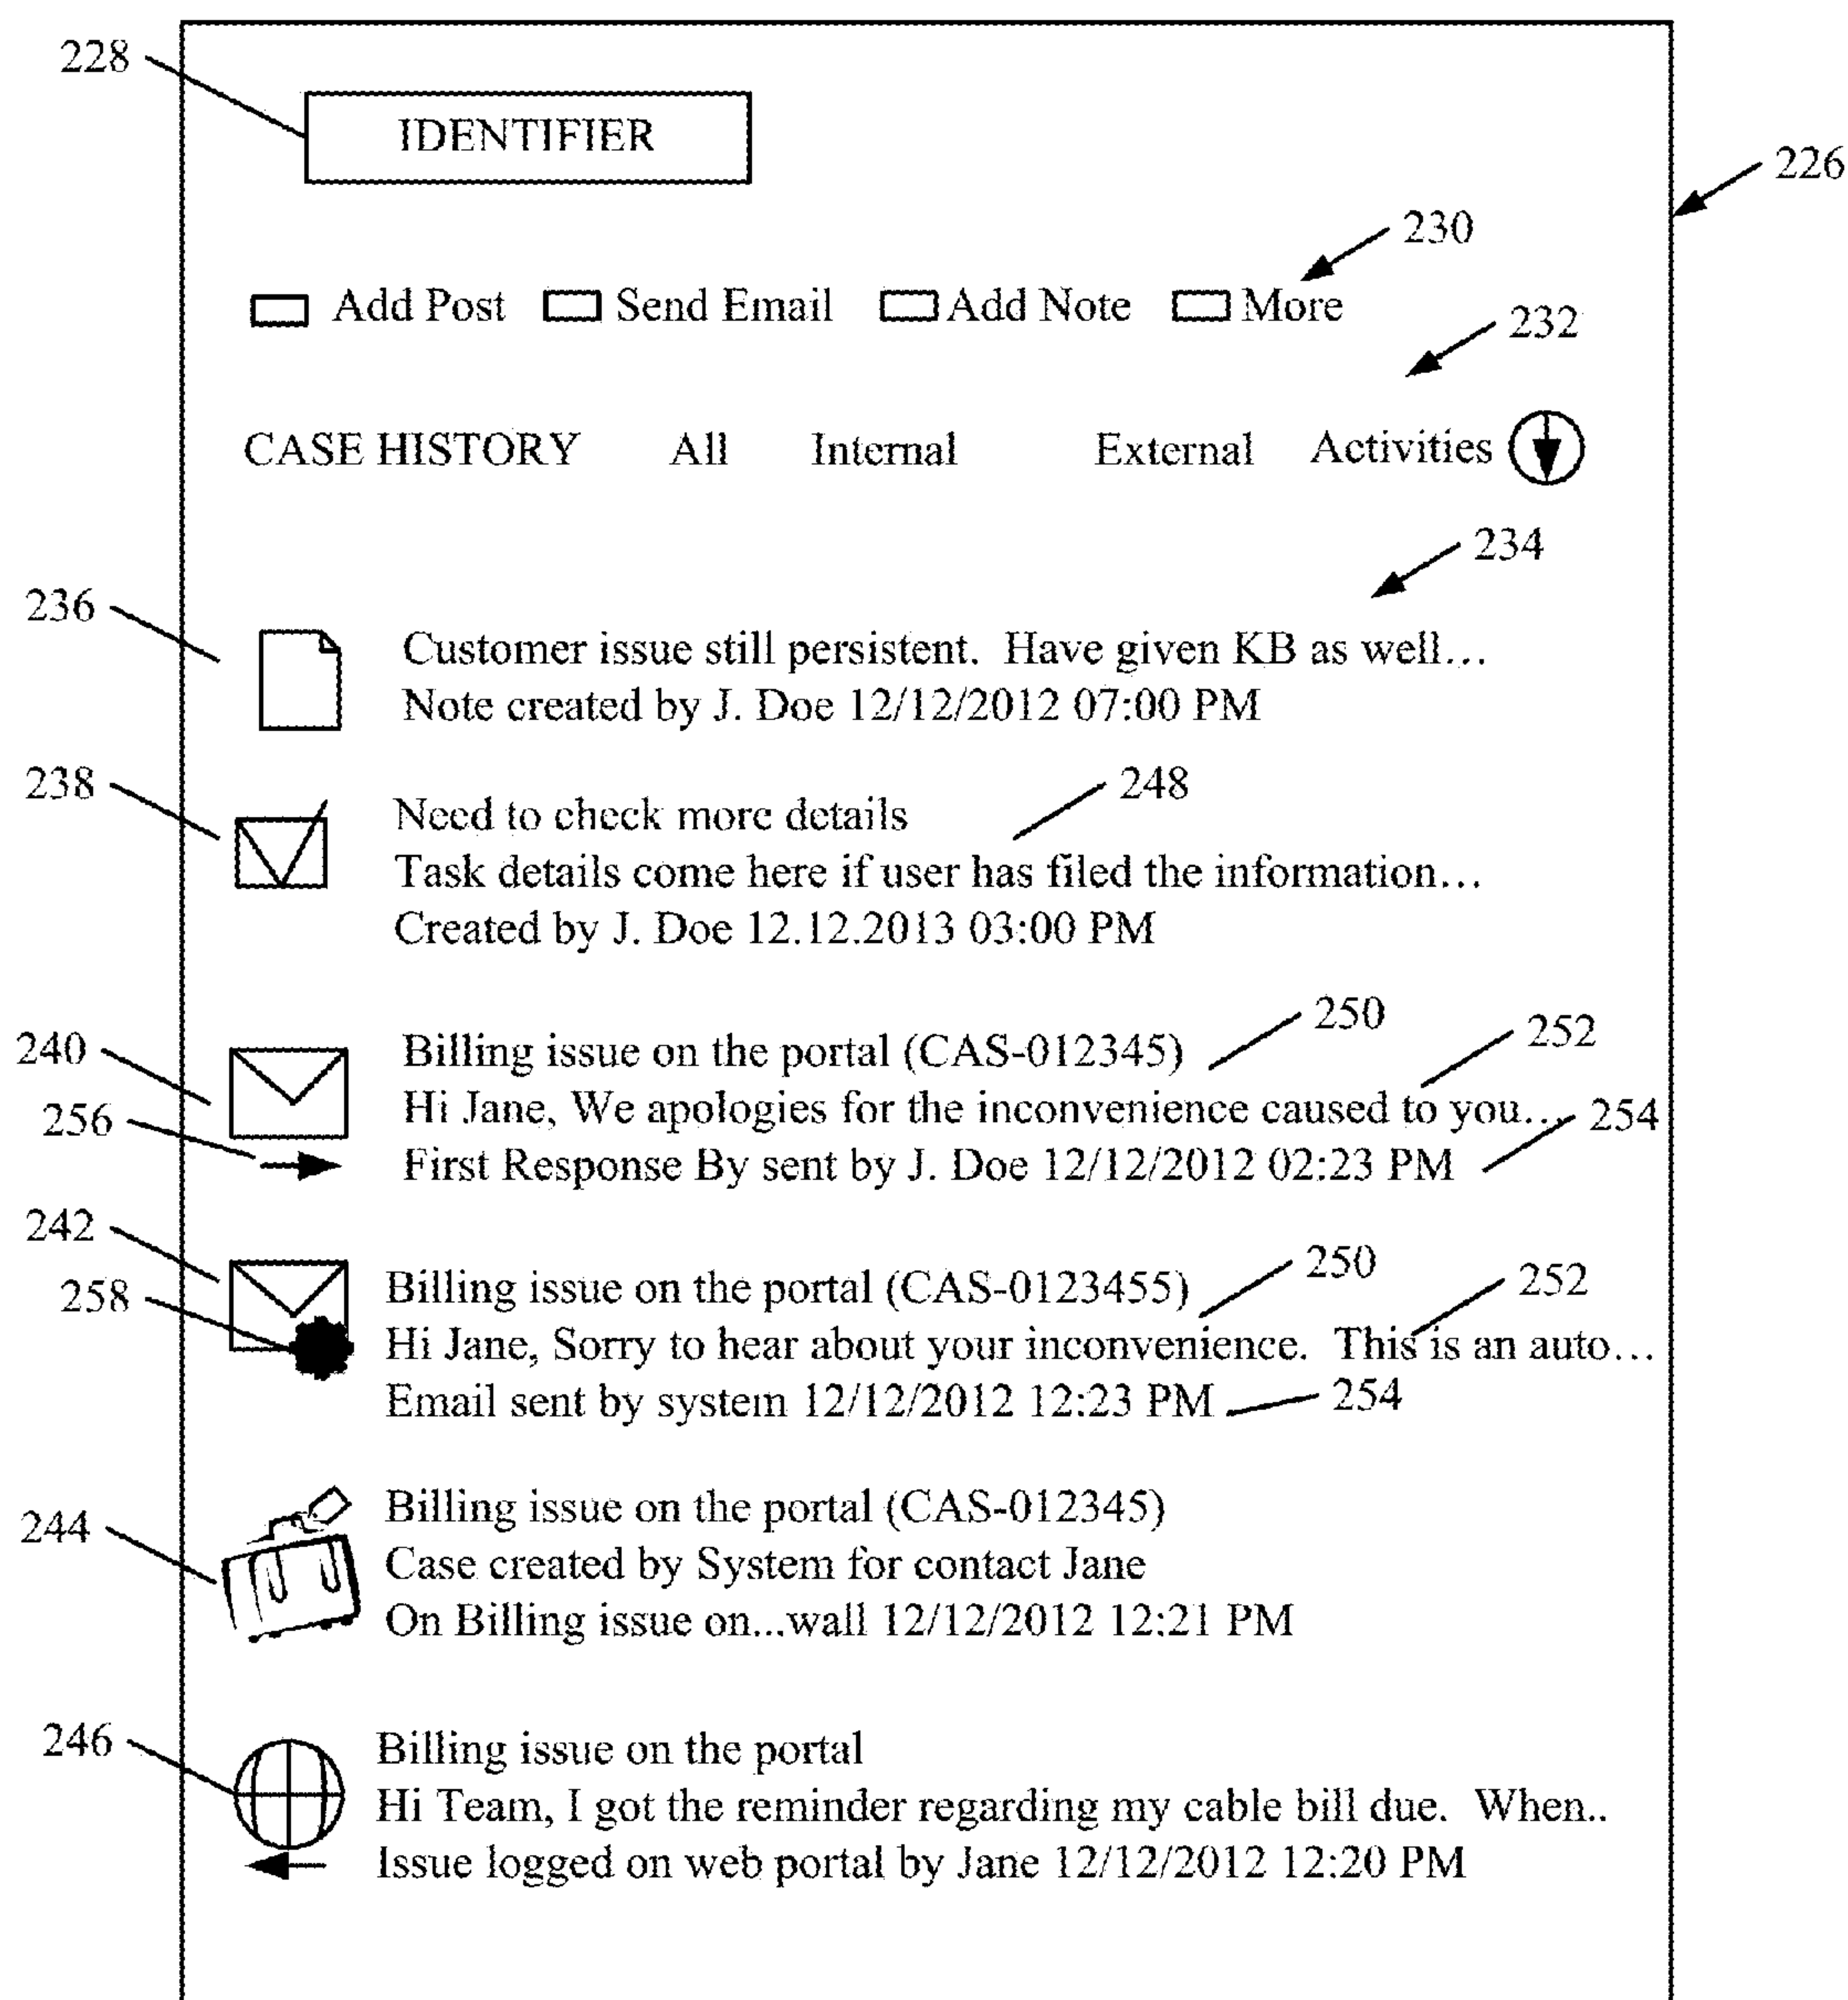 228
IDENTIFIER
226
230
Add Post Send Email Add Note More
232
CASE HISTORY All Internal External Activities
234
236
Customer issue still persistent. Have given KB as well...
Note created by J. Doe 12/12/2012 07:00 PM
238
248
Need to check more details
Task details come here if user has filed the information...
Created by J. Doe 12.12.2013 03:00 PM
250
252
240
Billing issue on the portal (CAS-012345)
Hi Jane, We apologies for the inconvenience caused to you...
254
256
First Response By sent by J. Doe 12/12/2012 02:23 PM
242
250
252
258
Billing issue on the portal (CAS-0123455)
Hi Jane, Sorry to hear about your inconvenience. This is an auto...
Email sent by system 12/12/2012 12:23 PM
254
244
Billing issue on the portal (CAS-012345)
Case created by System for contact Jane
On Billing issue on...wall 12/12/2012 12:21 PM
246
Billing issue on the portal
Hi Team, I got the reminder regarding my cable bill due. When..
Issue logged on web portal by Jane 12/12/2012 12:20 PM